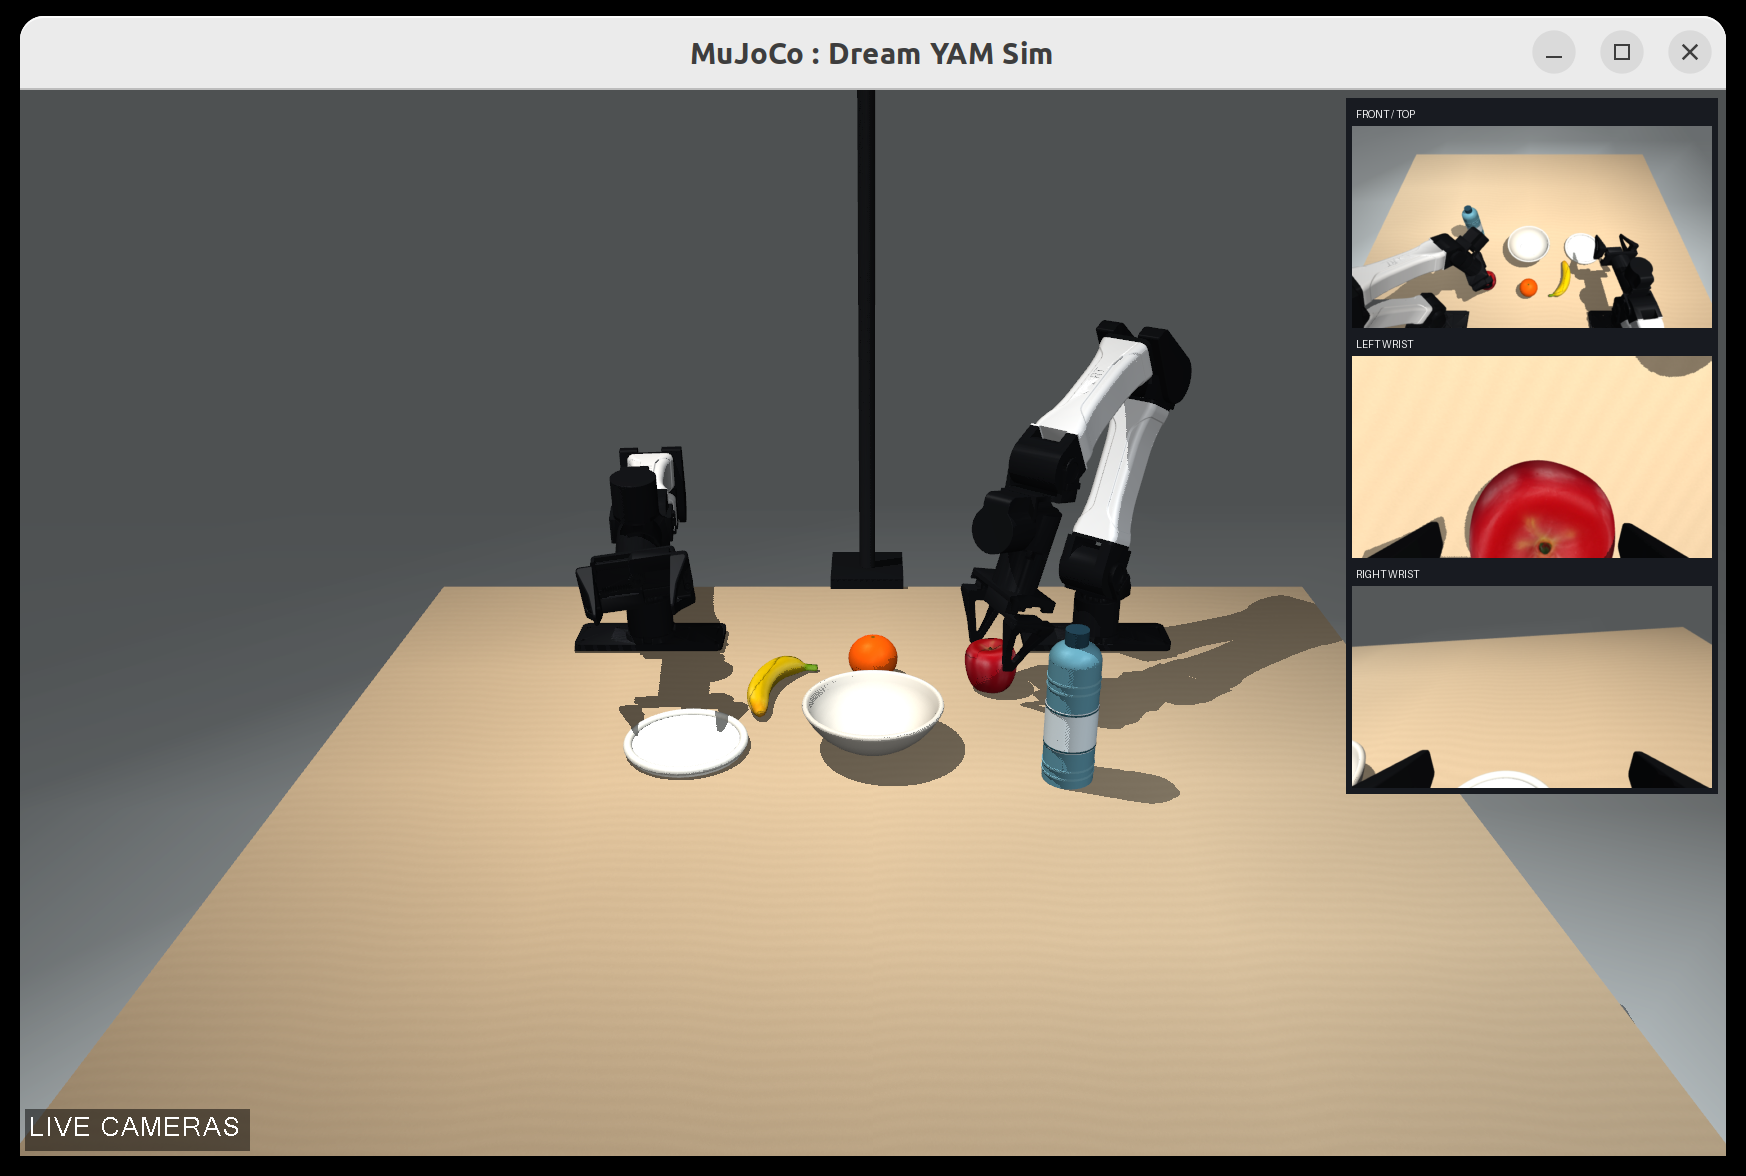 MuJoCo : Dream YAM Sim
FRONT / TOP
LEFT WRIST
RIGHT WRIST
LIVE CAMERAS